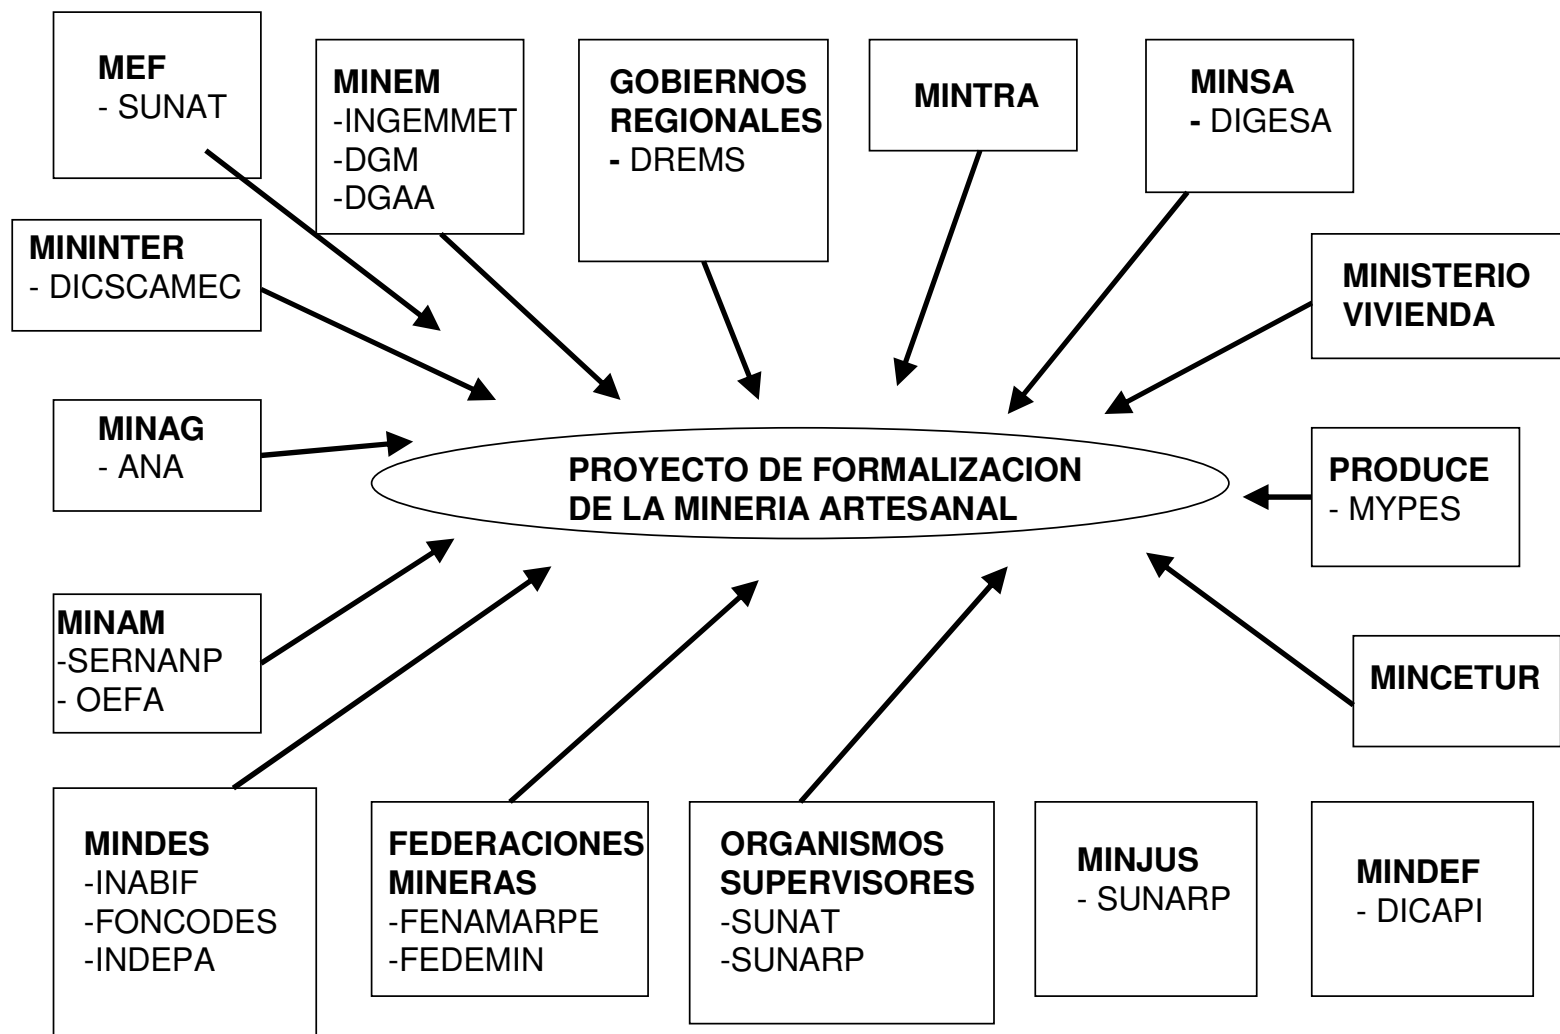 MEF
- SUNAT
MINEM
-INGEMMET
-DGM
-DGAA
GOBIERNOS
REGIONALES
- DREMS
MINTRA
MINSA
- DIGESA
MININTER
- DICSCAMEC
MINISTERIO
VIVIENDA
MINAG
- ANA
PROYECTO DE FORMALIZACION
DE LA MINERIA ARTESANAL
PRODUCE
- MYPES
MINAM
-SERNANP
- OEFA
MINCETUR
MINDES
-INABIF
-FONCODES
-INDEPA
FEDERACIONES
MINERAS
-FENAMARPE
-FEDEMIN
ORGANISMOS
SUPERVISORES
-SUNAT
-SUNARP
MINJUS
- SUNARP
MINDEF
- DICAPI